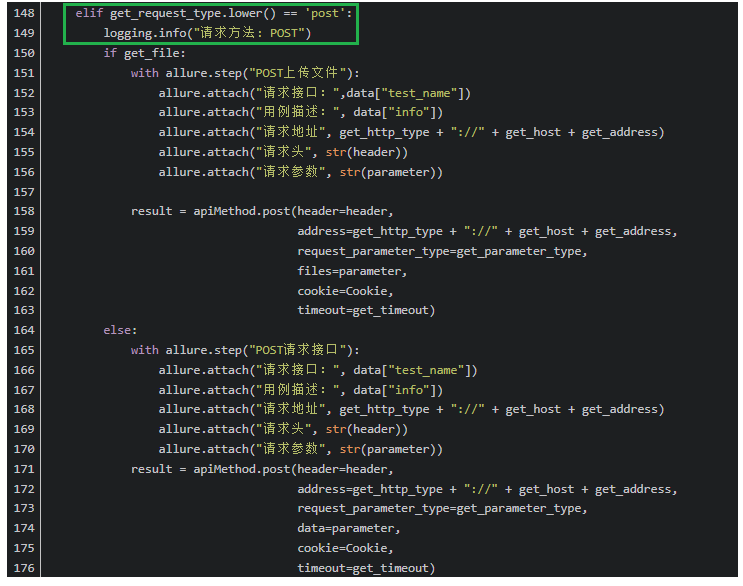 148 elif get_request_type.lower() == 'post':
149 logging.info("请求方法：POST")
150 if get_file:
151 with allure.step("POST上传文件"):
152 allure.attach("请求接口：",data["test_name"])
153 allure.attach("用例描述：", data["info"])
154 allure.attach("请求地址", get_http_type + "://" + get_host + get_address)
155 allure.attach("请求头", str(header))
156 allure.attach("请求参数", str(parameter))
157
158 result = apiMethod.post(header=header,
159 address=get_http_type + "://" + get_host + get_address,
160 request_parameter_type=get_parameter_type,
161 files=parameter,
162 cookie=Cookie,
163 timeout=get_timeout)
164 else:
165 with allure.step("POST请求接口"):
166 allure.attach("请求接口：", data["test_name"])
167 allure.attach("用例描述：", data["info"])
168 allure.attach("请求地址", get_http_type + "://" + get_host + get_address)
169 allure.attach("请求头", str(header))
170 allure.attach("请求参数", str(parameter))
171 result = apiMethod.post(header=header,
172 address=get_http_type + "://" + get_host + get_address,
173 request_parameter_type=get_parameter_type,
174 data=parameter,
175 cookie=Cookie,
176 timeout=get_timeout)